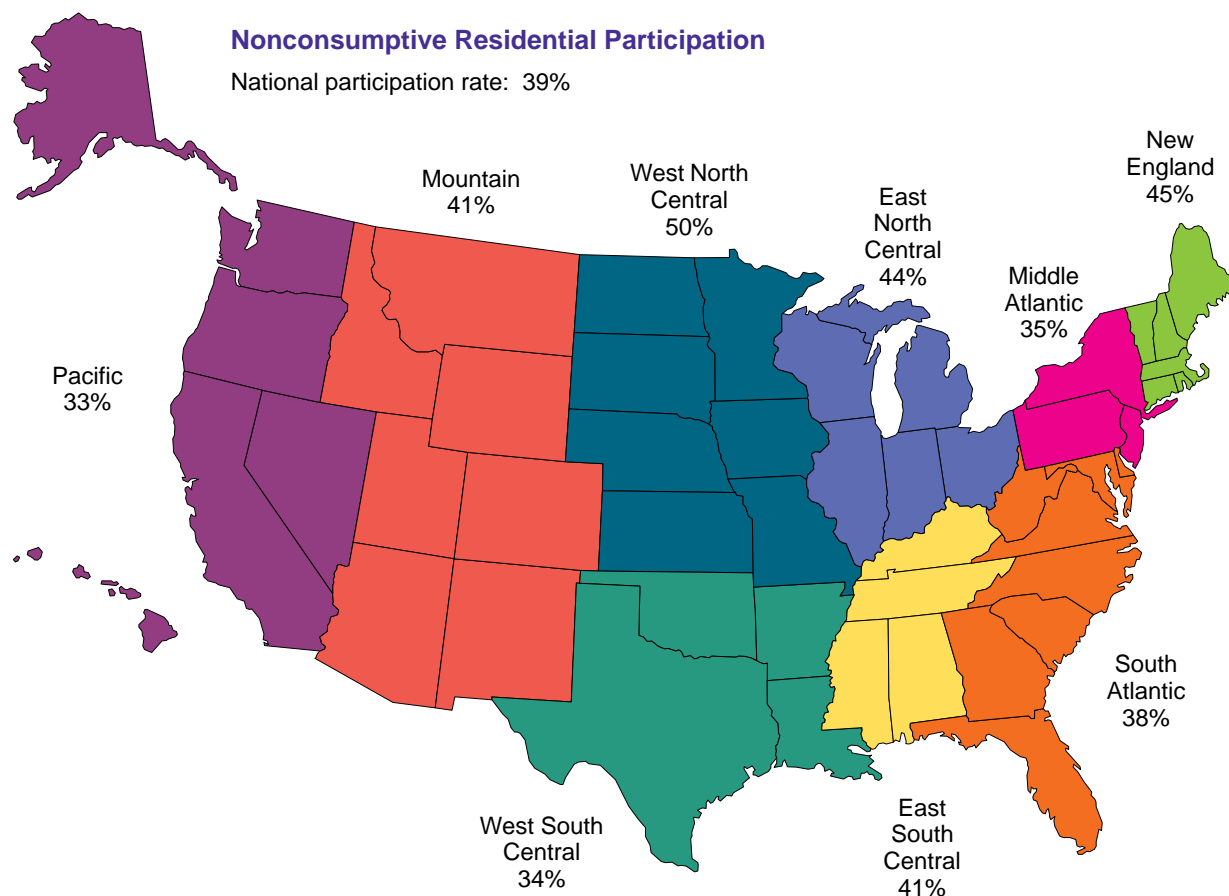 Nonconsumptive Residential Participation
National participation rate: 39%
New
England
45%
Mountain
41%
West North
Central
50%
East
North
Central
44%
Middle
Atlantic
35%
Pacific
33%
South
Atlantic
38%
West South
Central
34%
East
South
Central
41%